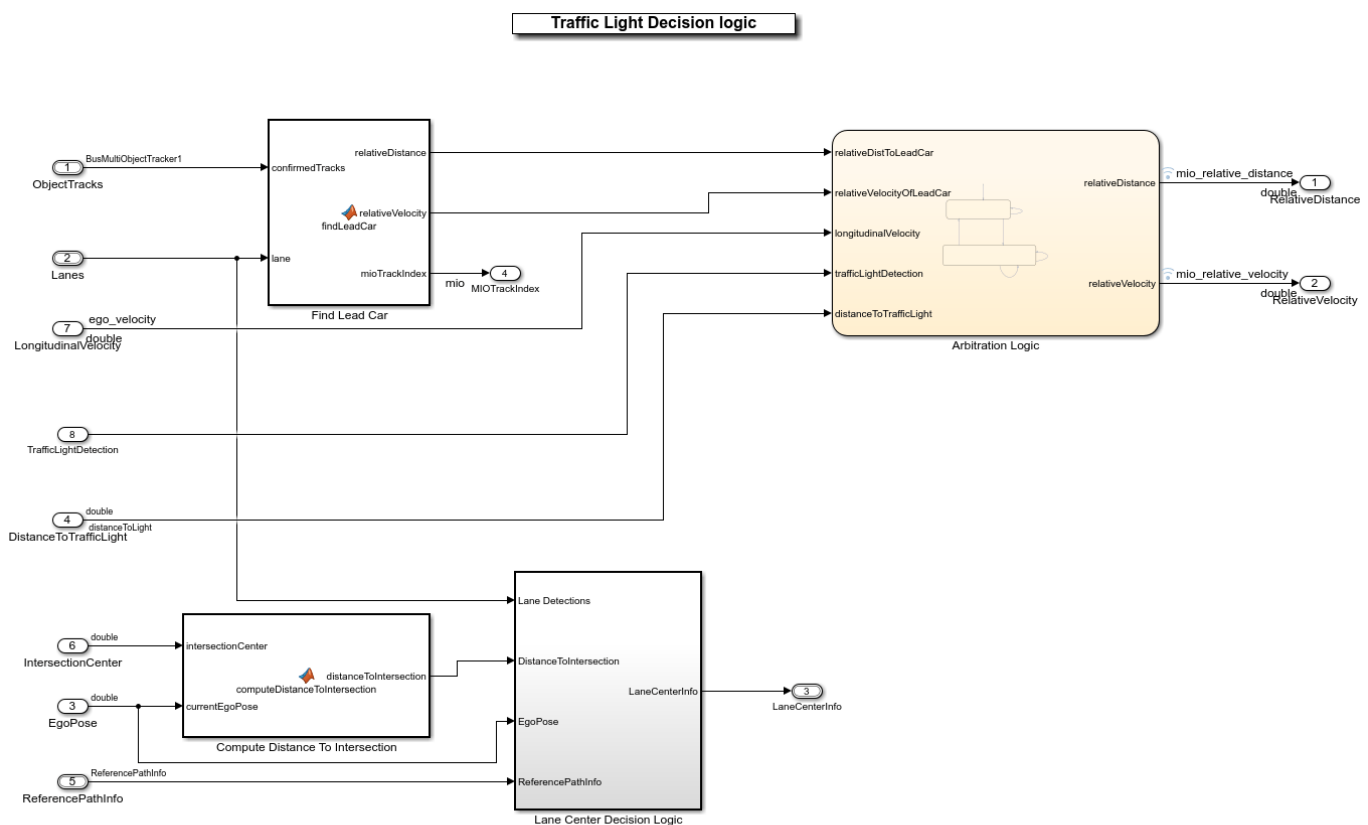 Traffic Light Decision logic
1
BusMultiObjectTracker1
ObjectTracks
2
Lanes
7
ego_velocity
double
LongitudinalVelocity
8
TrafficLightDetection
4
double
distanceToLight
DistanceToTrafficLight
6
double
IntersectionCenter
3
double
EgoPose
5
ReferencePathInfo
ReferencePathInfo
confirmedTracks
lane
relativeDistance
relativeVelocity
findLeadCar
mioTrackIndex
Find Lead Car
mio
4
MIOTrackIndex
relativeDistToLeadCar
relativeVelocityOfLeadCar
longitudinalVelocity
trafficLightDetection
distanceToTrafficLight
relativeDistance
relativeVelocity
Arbitration Logic
mio_relative_distance
double
1
RelativeDistance
mio_relative_velocity
double
2
RelativeVelocity
intersectionCenter
currentEgoPose
distanceToIntersection
computeDistanceToIntersection
Compute Distance To Intersection
Lane Detections
DistanceToIntersection
EgoPose
ReferencePathInfo
LaneCenterInfo
Lane Center Decision Logic
3
LaneCenterInfo